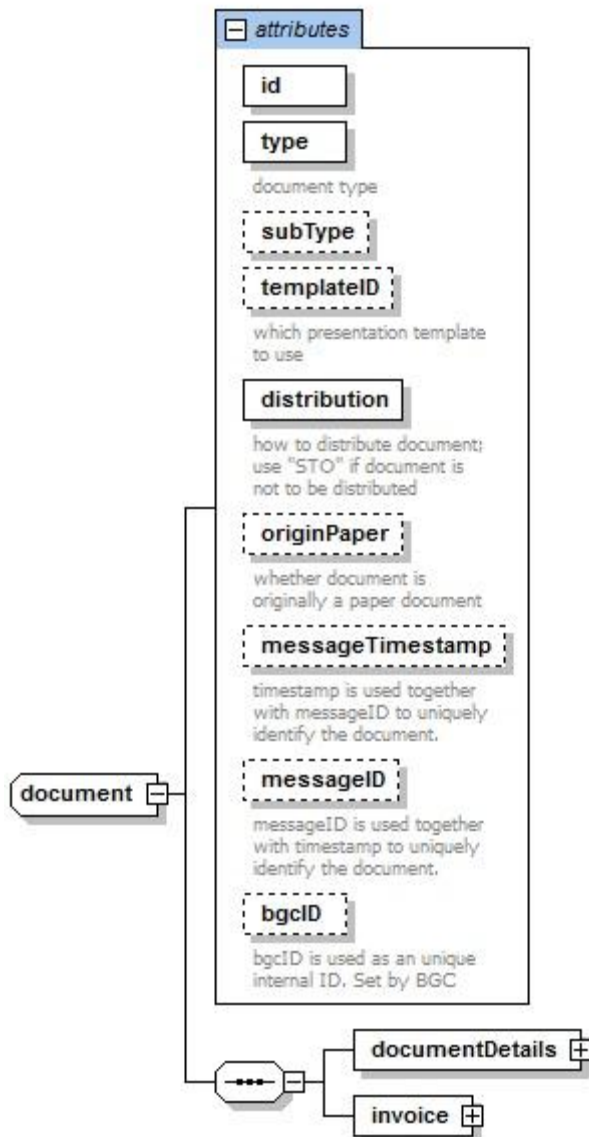 attributes
id
type
document type
subType
templateID
which presentation template
to use
distribution
how to distribute document;
use "STO" if document is
not to be distributed
originPaper
whether document is
originally a paper document
messageTimestamp
timestamp is used together
with messageID to uniquely
identify the document.
document
messageID
messageID is used together
with timestamp to uniquely
identify the document.
bgcID
bgcID is used as an unique
internal ID. Set by BGC
documentDetails
invoice